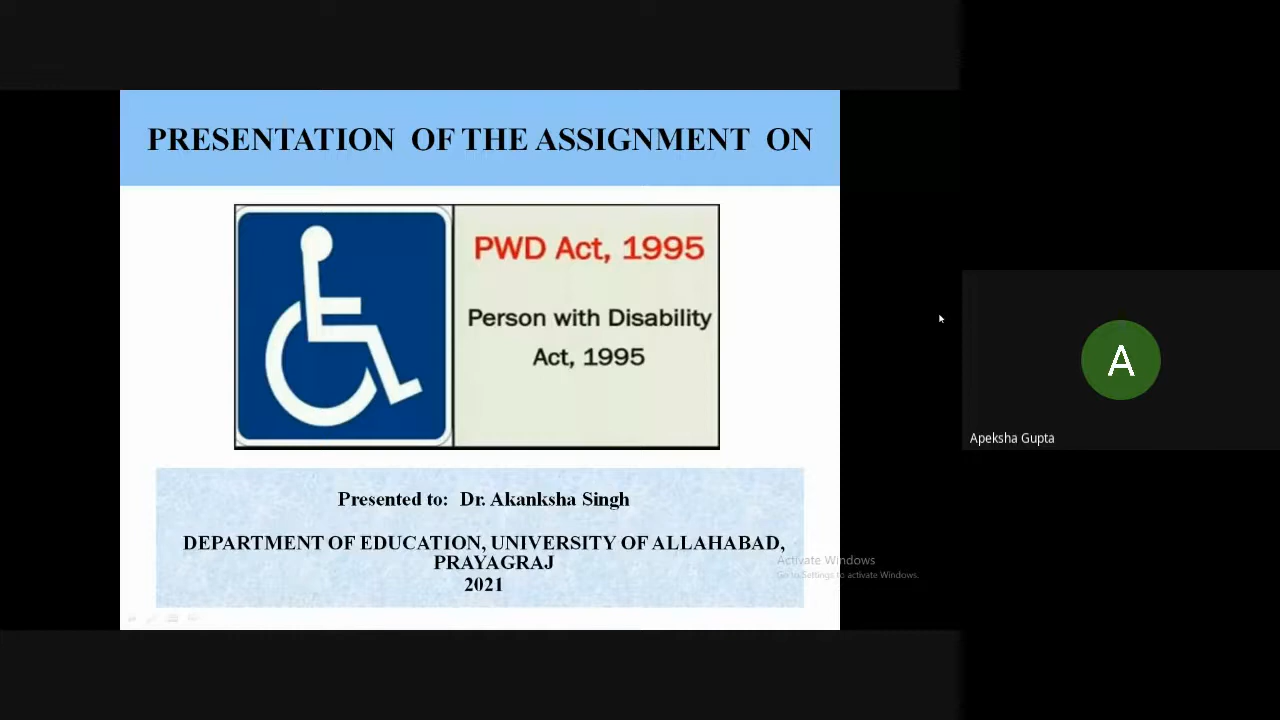 PRESENTATION OF THE ASSIGNMENT ON
PWD Act, 1995
Person with Disability
Act, 1995
Presented to: Dr. Akanksha Singh
DEPARTMENT OF EDUCATION, UNIVERSITY OF ALLAHABAD,
PRAYAGRAJ
2021
Activate Windows
Go to Settings to activate Windows.
A
Apeksha Gupta